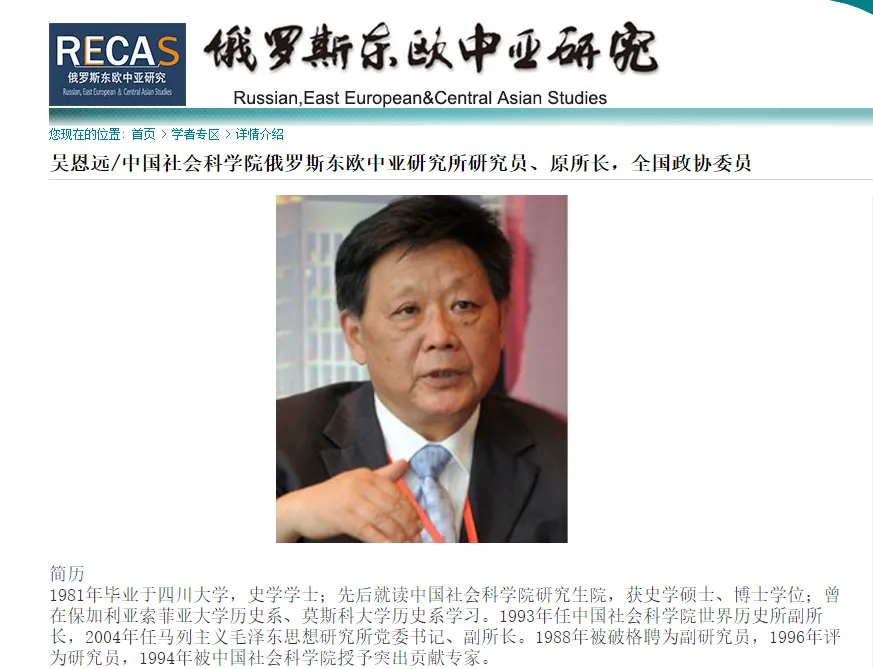 RECAS
俄罗斯东欧中亚研究
Russian, East European & Central Asian Studies
俄罗斯东欧中亚研究
Russian,East European&Central Asian Studies
您现在的位置：首页 > 学者专区 > 详情介绍
吴恩远/中国社会科学院俄罗斯东欧中亚研究所研究员、原所长，全国政协委员
简历
1981年毕业于四川大学，史学学士；先后就读中国社会科学院研究生院，获史学硕士、博士学位；曾
在保加利亚索菲亚大学历史系、莫斯科大学历史系学习。1993年任中国社会科学院世界历史所副所
长，2004年任马列主义毛泽东思想研究所党委书记、副所长。1988年被破格聘为副研究员，1996年评
为研究员，1994年被中国社会科学院授予突出贡献专家。